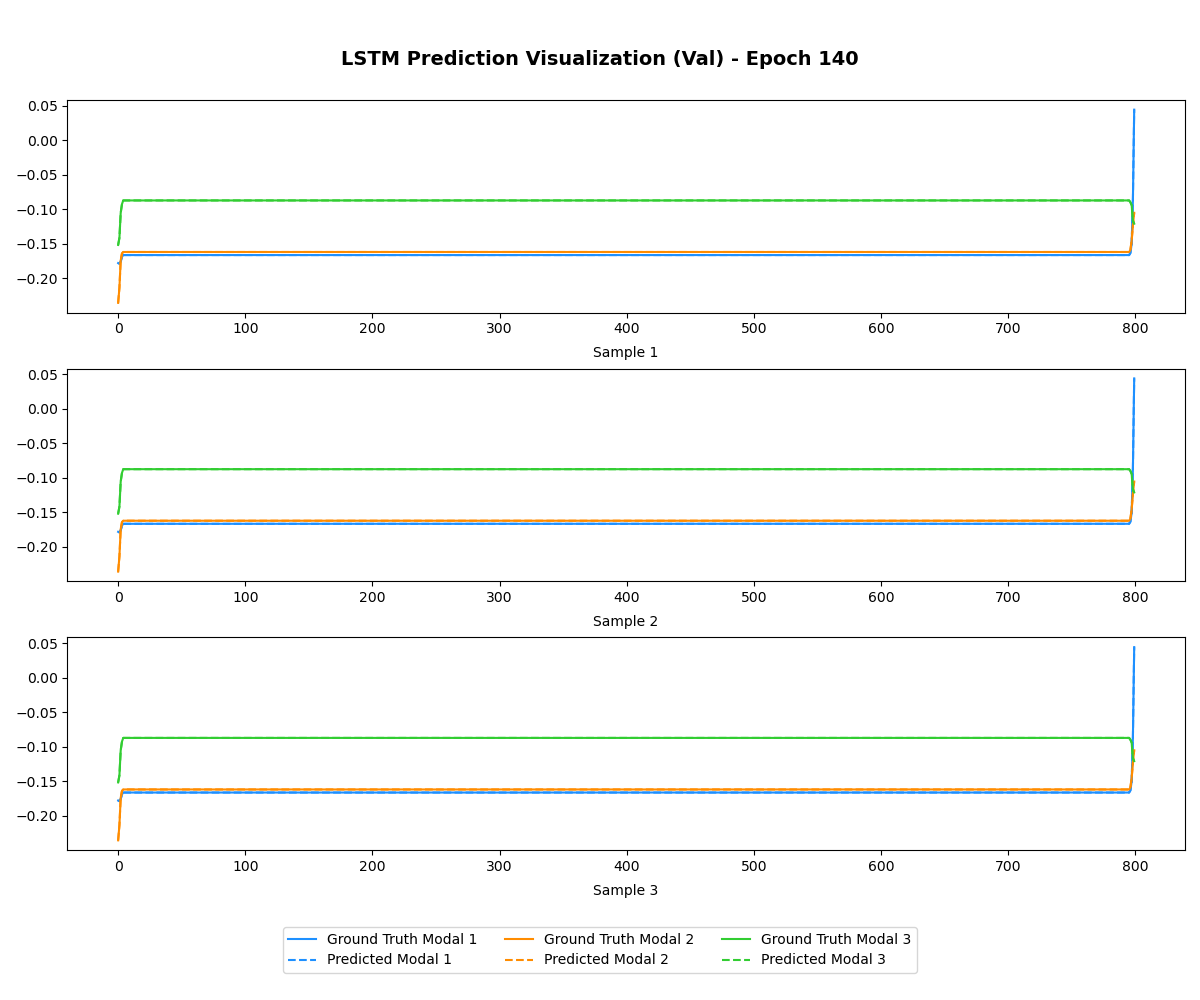 LSTM Prediction Visualization (Val) - Epoch 140
0.05
0.00
−0.05
−0.10
−0.15
−0.20
0 100 200 300 400 500 600 700 800
Sample 1
0.05
0.00
−0.05
−0.10
−0.15
−0.20
0 100 200 300 400 500 600 700 800
Sample 2
0.05
0.00
−0.05
−0.10
−0.15
−0.20
0 100 200 300 400 500 600 700 800
Sample 3
Ground Truth Modal 1 Ground Truth Modal 2 Ground Truth Modal 3
Predicted Modal 1 Predicted Modal 2 Predicted Modal 3